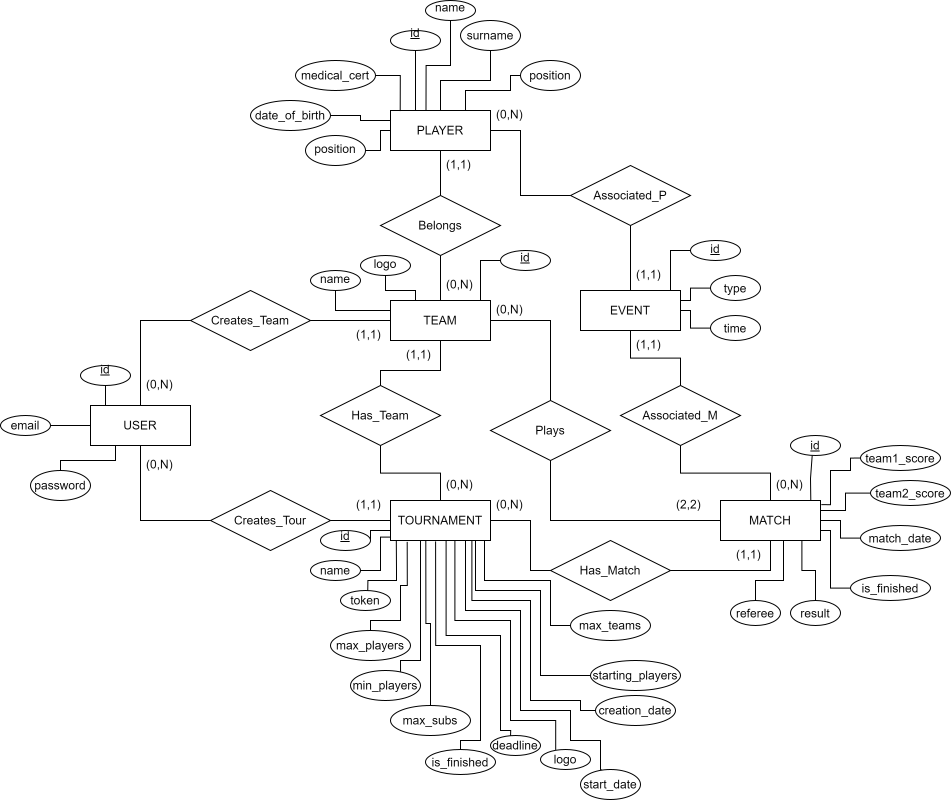 name
id
surname
medical_cert
position
date_of_birth
(0,N)
PLAYER
position
(1,1)
Associated_P
Belongs
id
id
logo
(1,1)
name
(0,N)
type
Creates_Team
(0,N)
TEAM
EVENT
time
(1,1)
(1,1)
(1,1)
id
(0,N)
Has_Team
Associated_M
email
USER
Plays
id
team1_score
(0,N)
password
(0,N)
(0,N)
team2_score
(1,1)
(0,N)
(2,2)
Creates_Tour
TOURNAMENT
MATCH
id
match_date
(1,1)
name
Has_Match
is_finished
token
referee
result
max_teams
max_players
starting_players
min_players
creation_date
max_subs
deadline
is_finished
logo
start_date